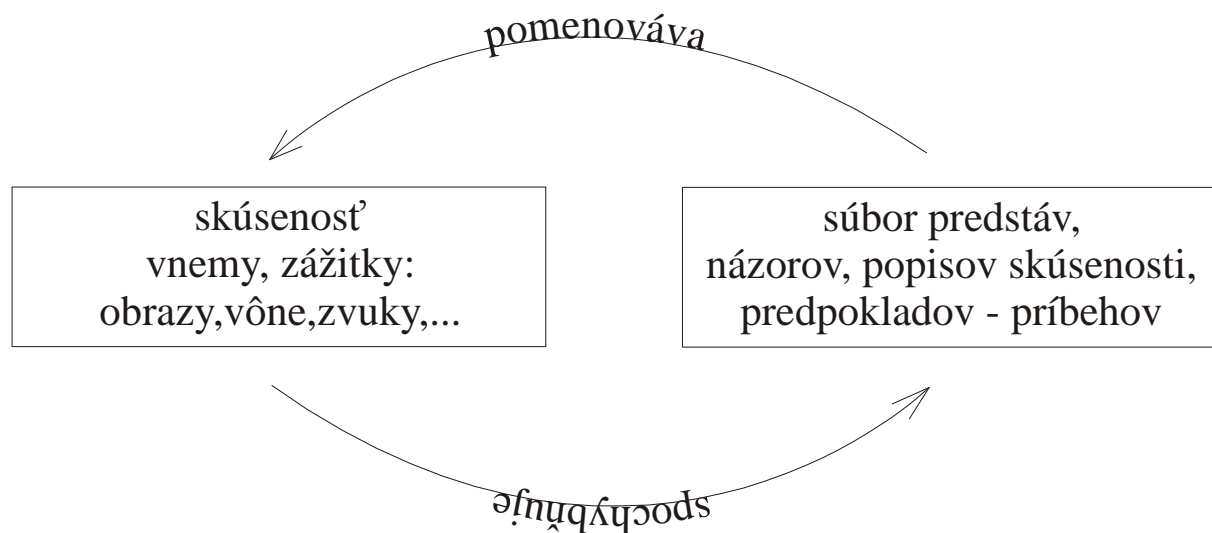 pomenováva
skúsenosť
vnemy, zážitky:
obrazy,vône,zvuky,...
súbor predstáv,
názorov, popisov skúsenosti,
predpokladov - príbehov
spochybňuje